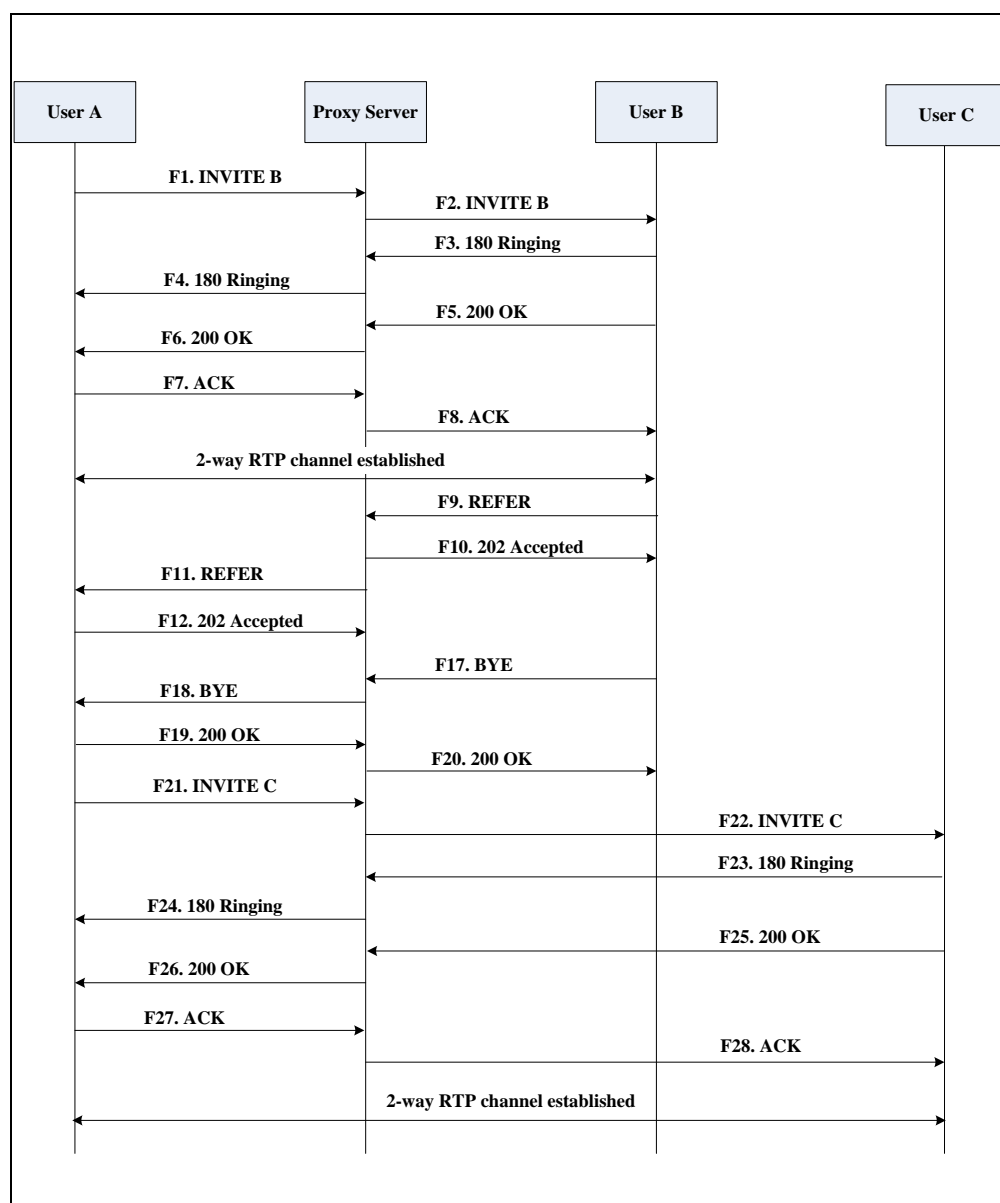 User A
Proxy Server
User B
User C
F1. INVITE B
F2. INVITE B
F3. 180 Ringing
F4. 180 Ringing
F5. 200 OK
F6. 200 OK
F7. ACK
F8. ACK
2-way RTP channel established
F9. REFER
F10. 202 Accepted
F11. REFER
F12. 202 Accepted
F17. BYE
F18. BYE
F19. 200 OK
F20. 200 OK
F21. INVITE C
F22. INVITE C
F23. 180 Ringing
F24. 180 Ringing
F25. 200 OK
F26. 200 OK
F27. ACK
F28. ACK
2-way RTP channel established